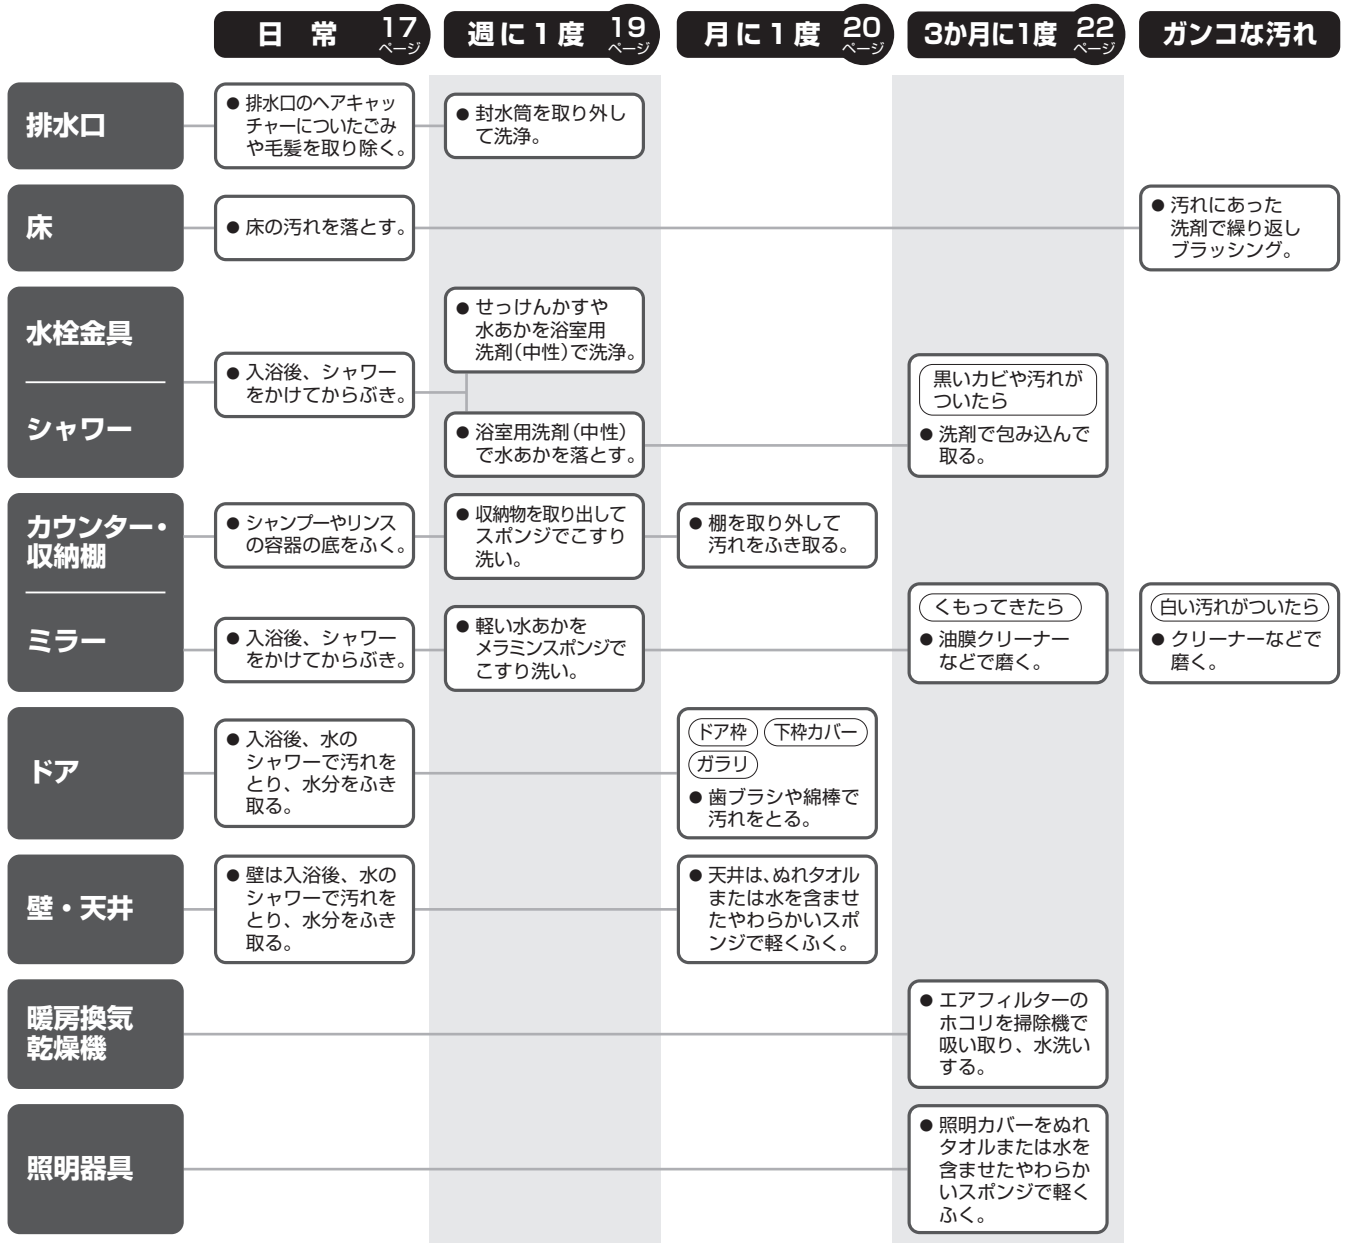 日常 17ページ
週に1度 19ページ
月に1度 20ページ
3か月に1度 22ページ
ガンコな汚れ
排水口
● 排水口のヘアキャッ
チャーについたごみ
や毛髪を取り除く。
● 封水筒を取り外し
て洗浄。
床
● 床の汚れを落とす。
● 汚れにあった
洗剤で繰り返し
ブラッシング。
水栓金具
シャワー
● 入浴後、シャワー
をかけてからぶき。
● せっけんかすや
水あかを浴室用
洗剤(中性)で洗浄。
● 浴室用洗剤(中性)
で水あかを落とす。
黒いカビや汚れが
ついたら
● 洗剤で包み込んで
取る。
カウンター・
収納棚
● シャンプーやリンス
の容器の底をふく。
● 収納物を取り出して
スポンジでこすり
洗い。
● 棚を取り外して
汚れをふき取る。
ミラー
● 入浴後、シャワー
をかけてからぶき。
● 軽い水あかを
メラミンスポンジで
こすり洗い。
くもってきたら
● 油膜クリーナー
などで磨く。
白い汚れがついたら
● クリーナーなどで
磨く。
ドア
● 入浴後、水の
シャワーで汚れを
とり、水分をふき
取る。
ドア枠 下枠カバー
ガラリ
● 歯ブラシや綿棒で
汚れをとる。
壁・天井
● 壁は入浴後、水の
シャワーで汚れを
とり、水分をふき
取る。
● 天井は、ぬれタオル
または水を含ませ
たやわらかいスポ
ンジで軽くふく。
暖房換気
乾燥機
● エアフィルターの
ホコリを掃除機で
吸い取り、水洗い
する。
照明器具
● 照明カバーをぬれ
タオルまたは水を
含ませたやわらか
いスポンジで軽く
ふく。